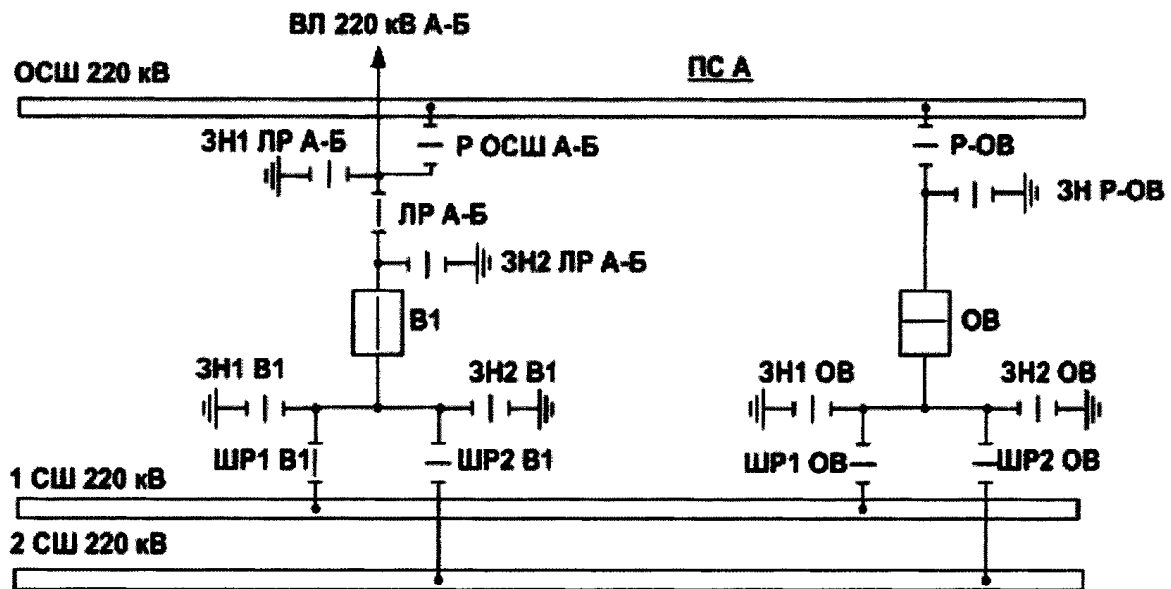 ВЛ 220 кВ А-Б
ОСШ 220 кВ
ПС А
ЗН1 ЛР А-Б
Р ОСШ А-Б
Р-ОВ
ЗН Р-ОВ
ЛР А-Б
ЗН2 ЛР А-Б
В1
ОВ
ЗН1 В1
ЗН2 В1
ЗН1 ОВ
ЗН2 ОВ
ШР1 В1
ШР2 В1
ШР1 ОВ
ШР2 ОВ
1 СШ 220 кВ
2 СШ 220 кВ